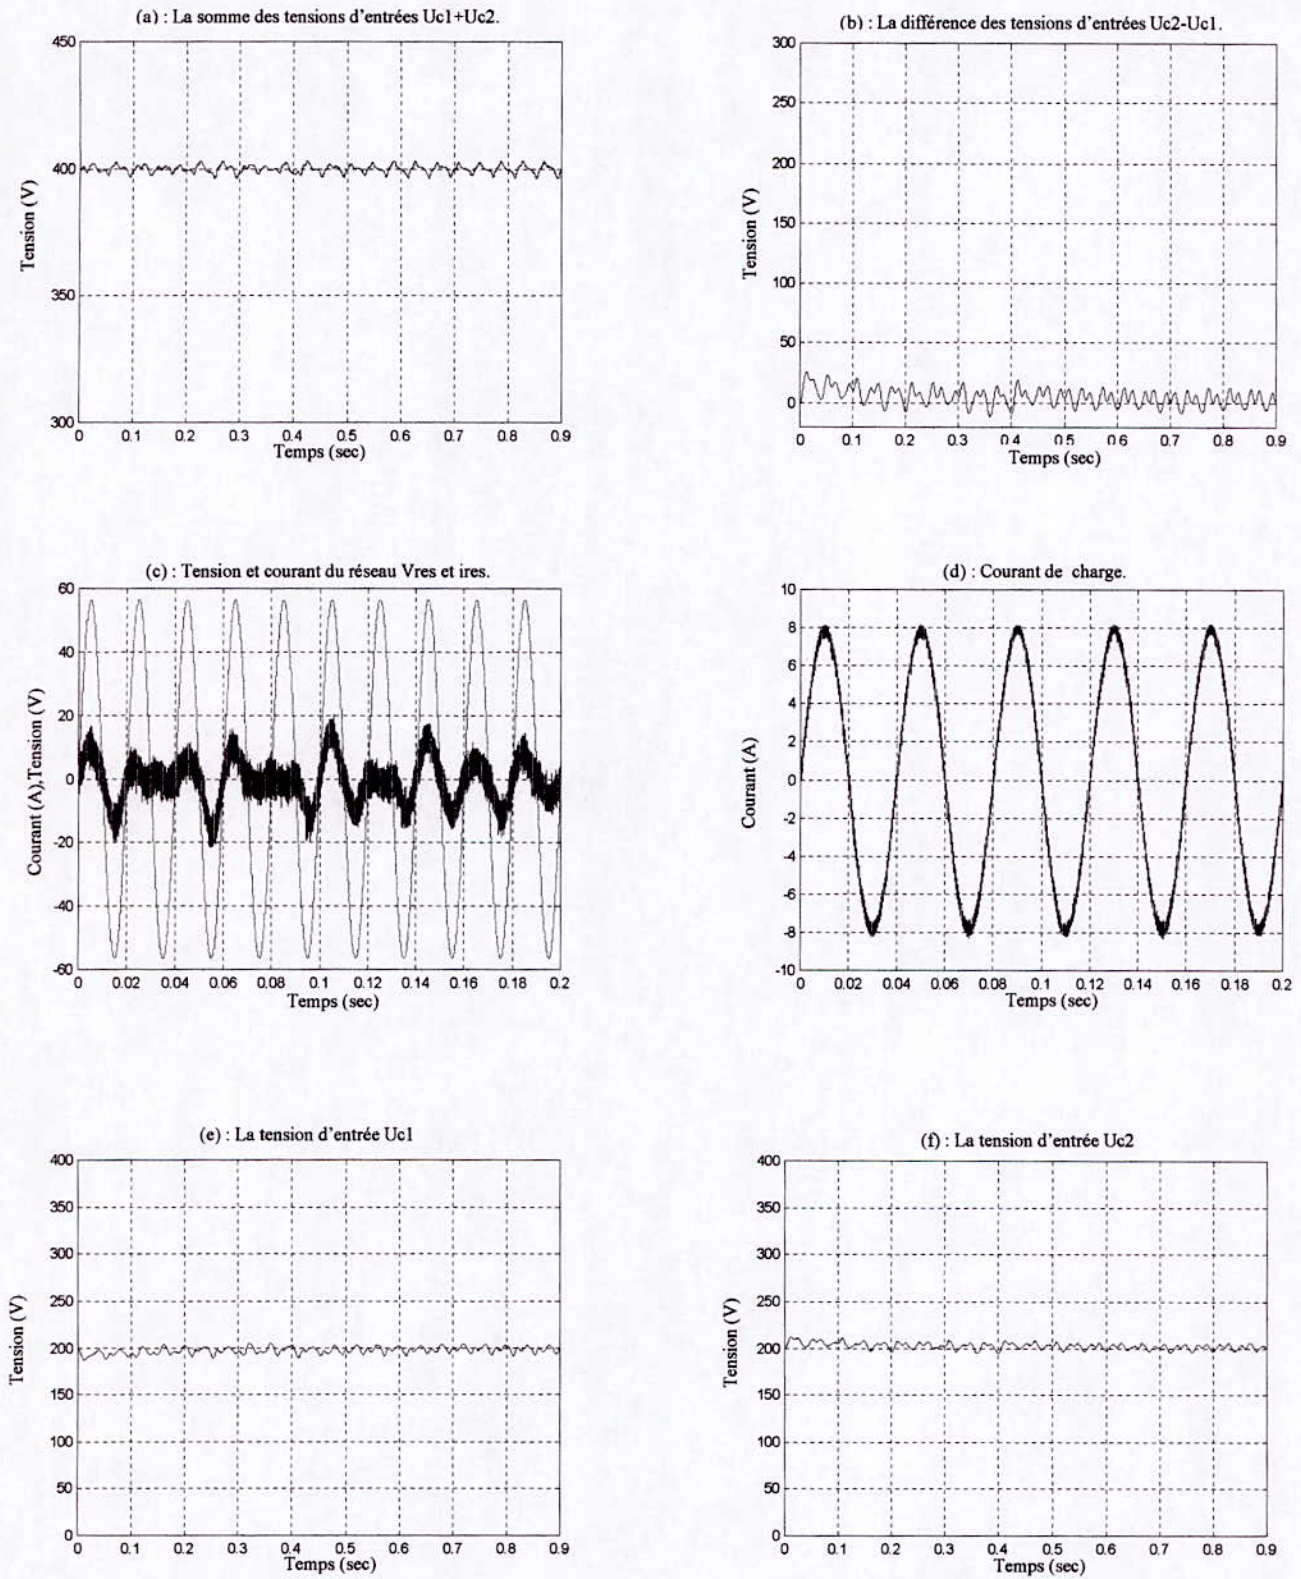 (a) : La somme des tensions d'entrées Uc1+Uc2.
450
400
350
300
Tension (V)
0 0.1 0.2 0.3 0.4 0.5 0.6 0.7 0.8 0.9
Temps (sec)
(b) : La différence des tensions d'entrées Uc2-Uc1.
300
250
200
150
100
50
0
Tension (V)
0 0.1 0.2 0.3 0.4 0.5 0.6 0.7 0.8 0.9
Temps (sec)
(c) : Tension et courant du réseau Vres et ires.
60
40
20
0
-20
-40
-60
Courant (A),Tension (V)
0 0.02 0.04 0.06 0.08 0.1 0.12 0.14 0.16 0.18 0.2
Temps (sec)
(d) : Courant de charge.
10
8
6
4
2
0
-2
-4
-6
-8
-10
Courant (A)
0 0.02 0.04 0.06 0.08 0.1 0.12 0.14 0.16 0.18 0.2
Temps (sec)
(e) : La tension d'entrée Uc1
400
350
300
250
200
150
100
50
0
Tension (V)
0 0.1 0.2 0.3 0.4 0.5 0.6 0.7 0.8 0.9
Temps (sec)
(f) : La tension d'entrée Uc2
400
350
300
250
200
150
100
50
0
Tension (V)
0 0.1 0.2 0.3 0.4 0.5 0.6 0.7 0.8 0.9
Temps (sec)